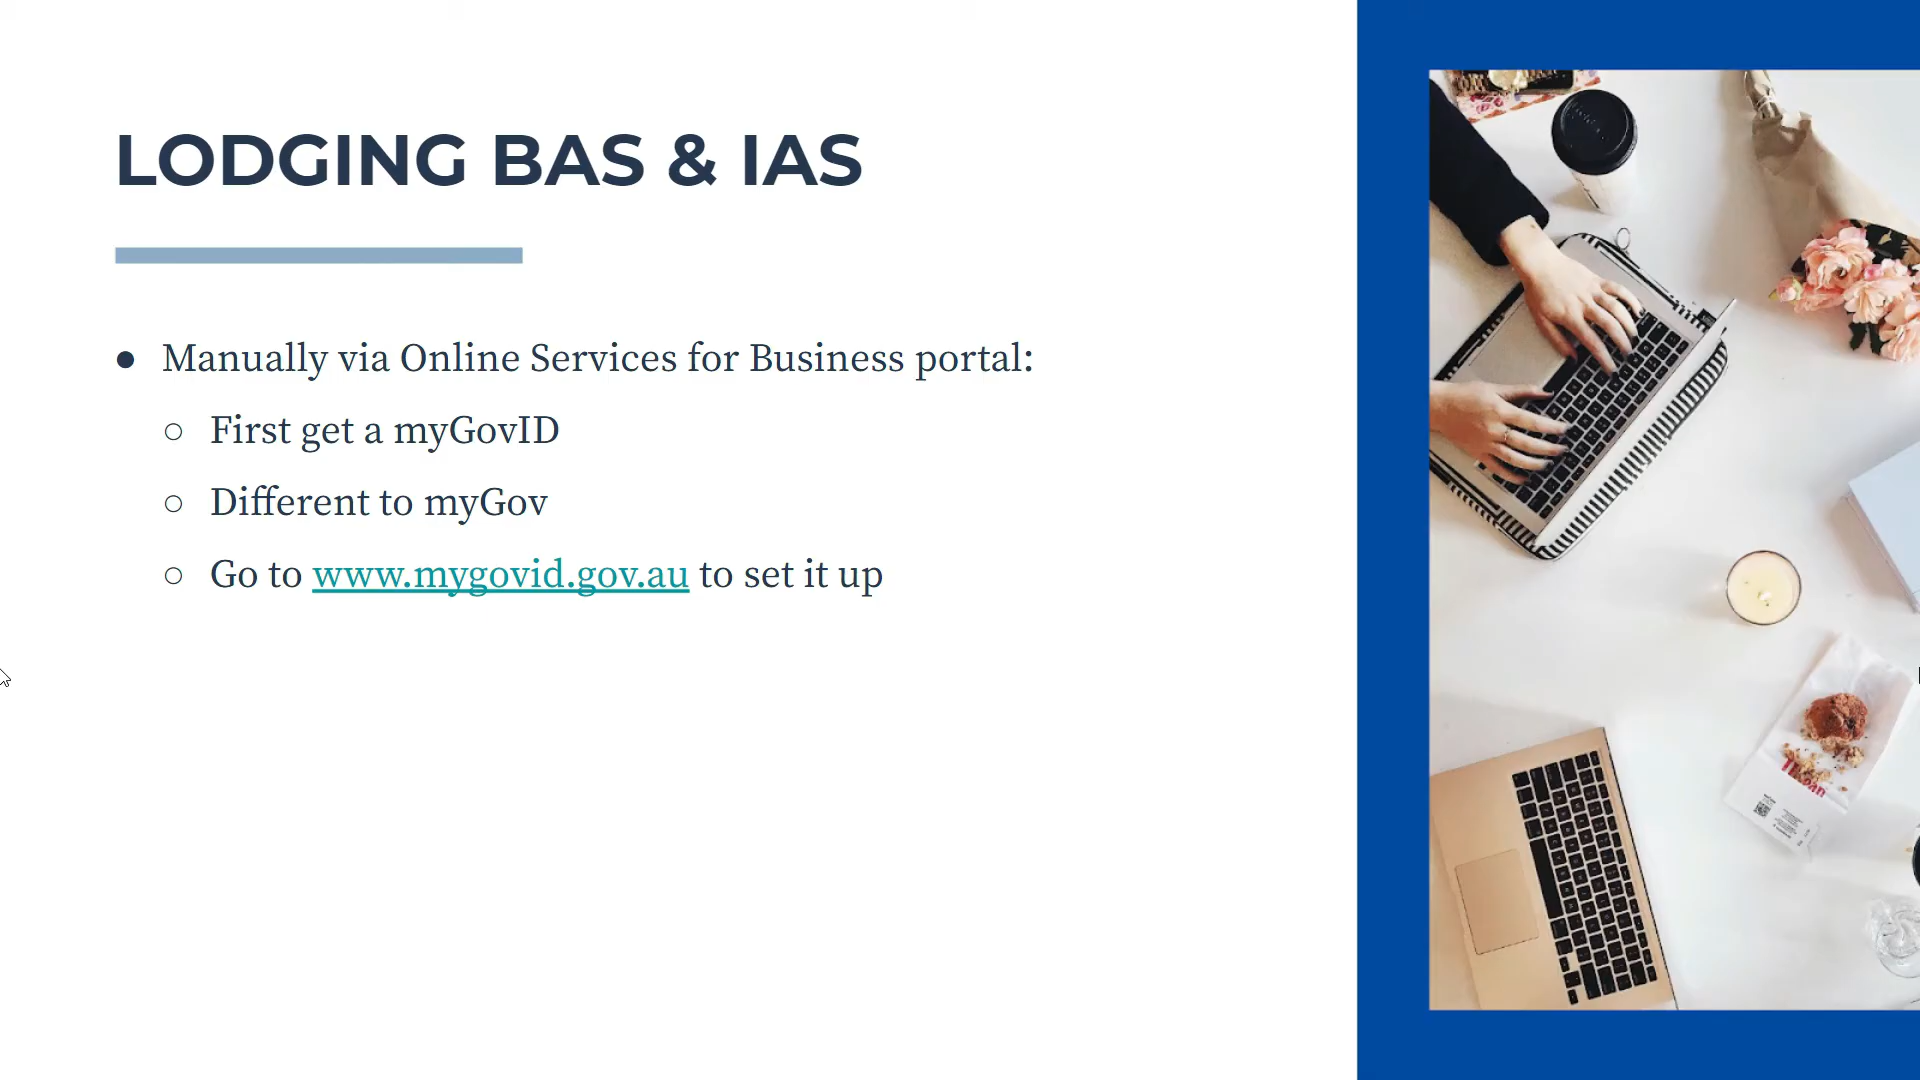 LODGING BAS & IAS
● Manually via Online Services for Business portal:
○ First get a myGovID
○ Different to myGov
○ Go to www.mygovid.gov.au to set it up